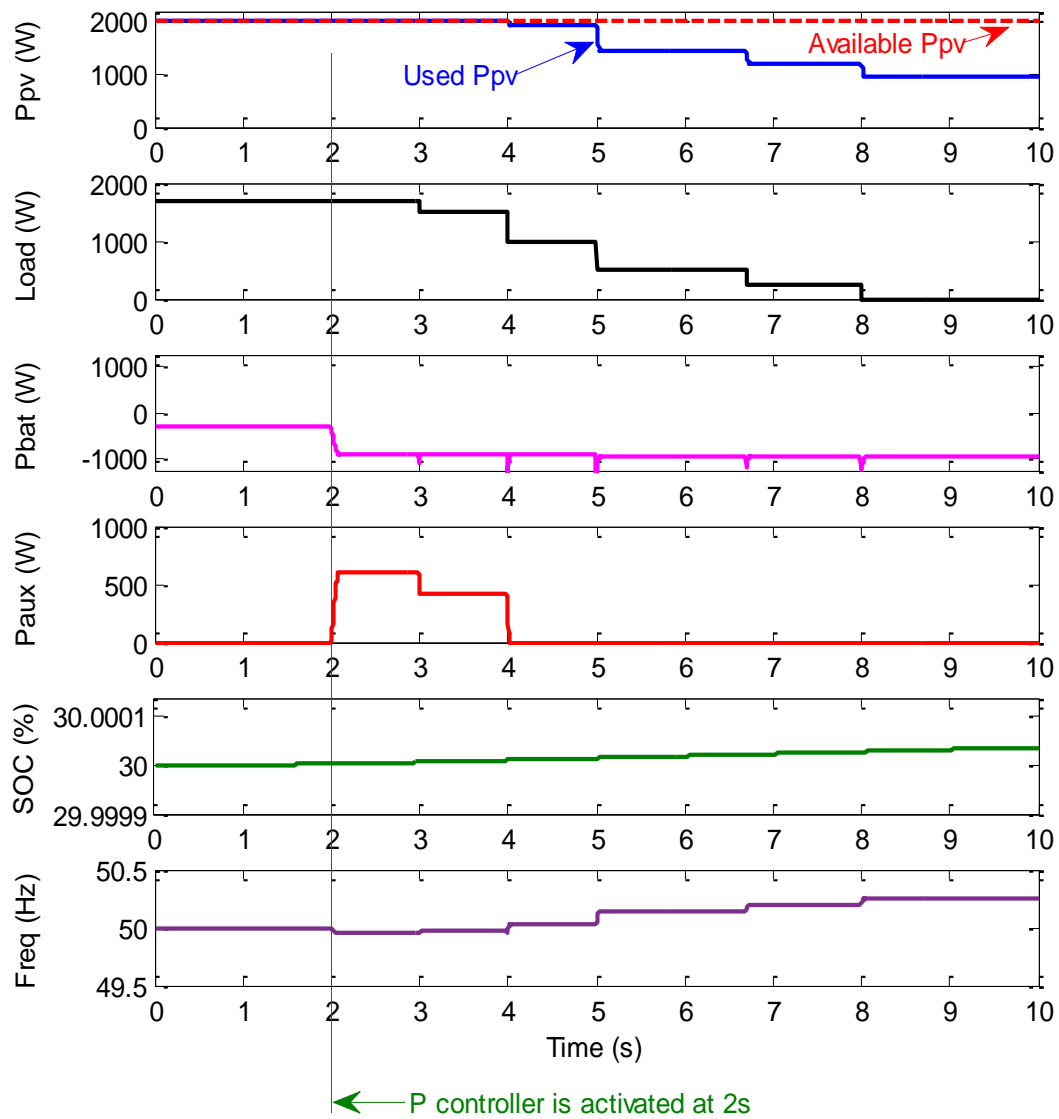 Ppv (W)
2000
1000
0
Used Ppv
Available Ppv
0 1 2 3 4 5 6 7 8 9 10
Load (W)
2000
1000
0
0 1 2 3 4 5 6 7 8 9 10
Pbat (W)
1000
0
-1000
0 1 2 3 4 5 6 7 8 9 10
Paux (W)
1000
500
0
0 1 2 3 4 5 6 7 8 9 10
SOC (%)
30.0001
30
29.9999
0 1 2 3 4 5 6 7 8 9 10
Freq (Hz)
50.5
50
49.5
0 1 2 3 4 5 6 7 8 9 10
Time (s)
P controller is activated at 2s